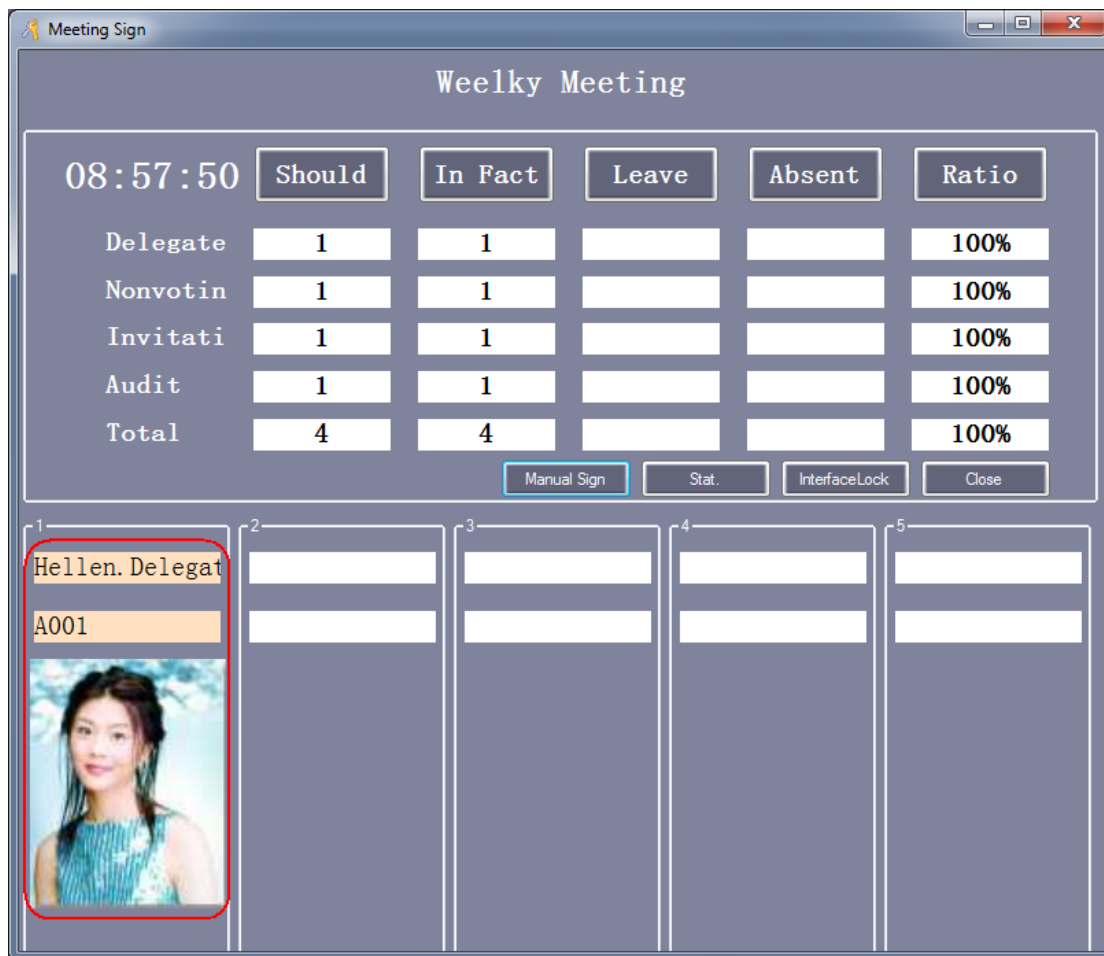 Meeting Sign
Weelky Meeting
08:57:50 Should In Fact Leave Absent Ratio
Delegate 1 1 100%
Nonvotin 1 1 100%
Invitati 1 1 100%
Audit 1 1 100%
Total 4 4 100%
Manual Sign Stat. InterfaceLock Close
1 2 3 4 5
Hellen.Delegat
A001